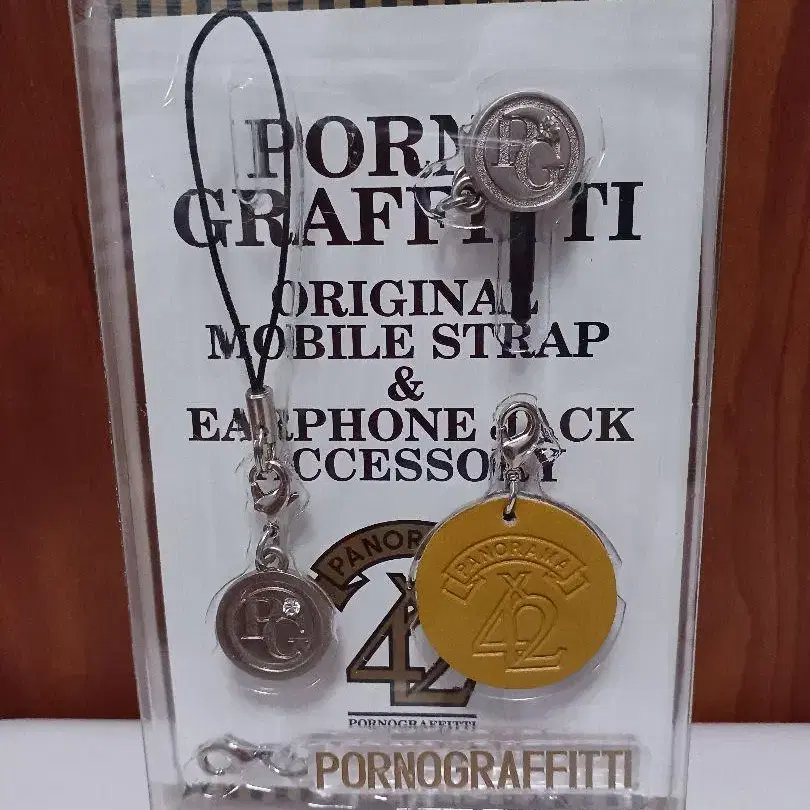 PORNO
GRAFFITTI
ORIGINAL
MOBILE STRAP
&
EARPHONE JACK
ACCESSORY
PG
PG
PANORAMA
X
42
PORNOGRAFFITTI
PANORAMA
X
42
PORNOGRAFFITTI